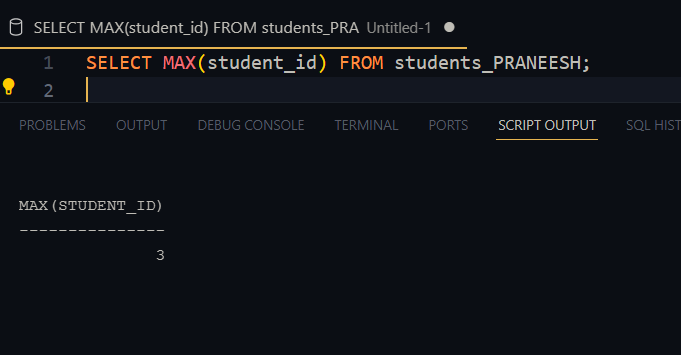 SELECT MAX(student_id) FROM students_PRA Untitled-1
1 SELECT MAX(student_id) FROM students_PRANEESH;
2
PROBLEMS OUTPUT DEBUG CONSOLE TERMINAL PORTS SCRIPT OUTPUT SQL HIST
MAX(STUDENT_ID)
---------------
3